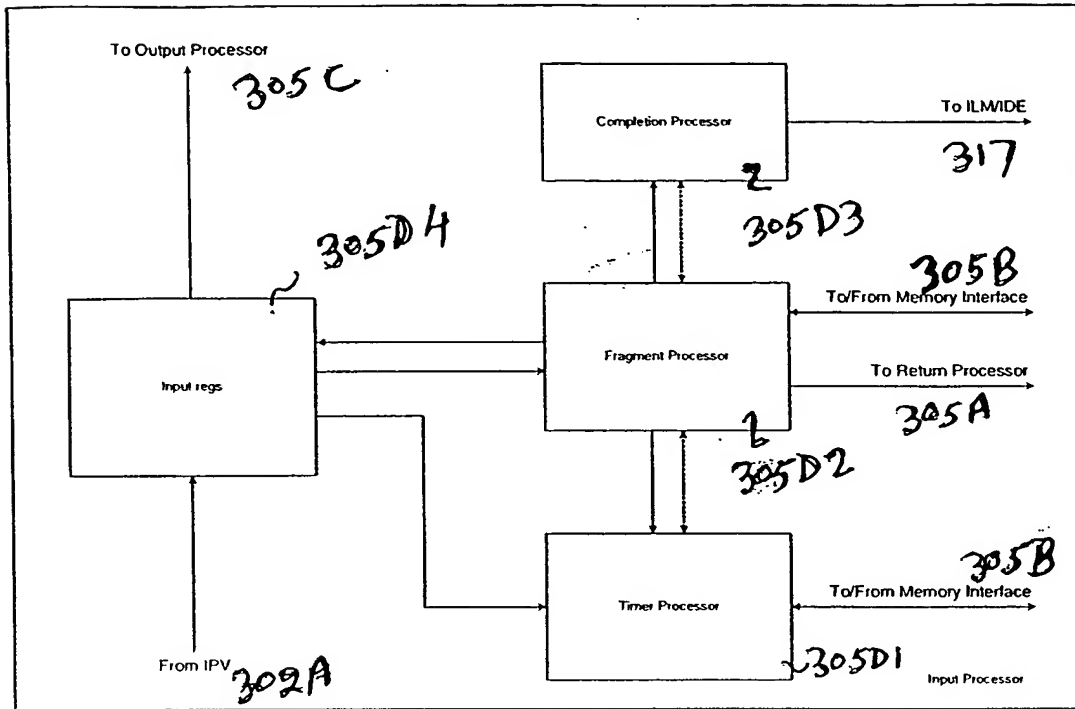 To Output Processor
305C
Completion Processor
To ILM/IDE
317
305D3
305D4
305B
To/From Memory Interface
Input regs
Fragment Processor
To Return Processor
305A
305D2
305B
To/From Memory Interface
Timer Processor
305D1
From IPV
302A
Input Processor